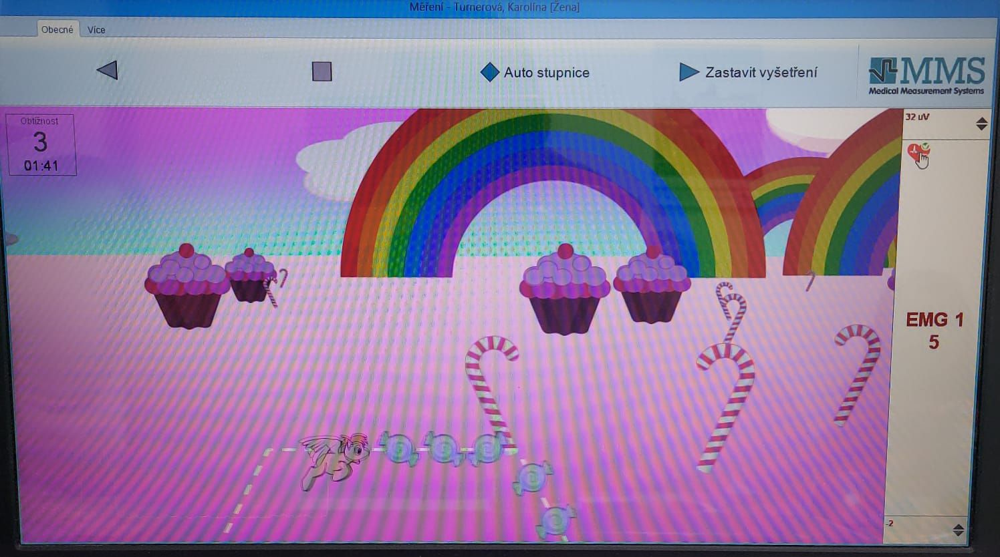 Měření - Turnerová, Karolína [Žena]
Obecné Více
Auto stupnice
Zastavit vyšetření
MMS
Medical Measurement Systems
Obtížnost
3
01:41
32 uV
EMG 1
5
-2